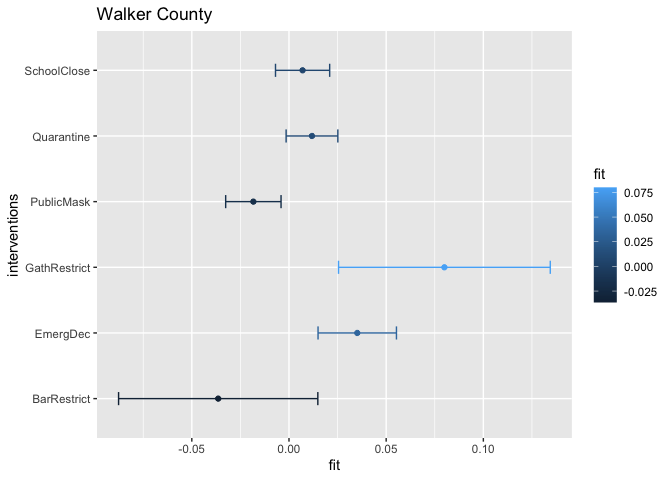 Walker County
SchoolClose
Quarantine
PublicMask
GathRestrict
EmergDec
BarRestrict
interventions
-0.05
0.00
0.05
0.10
fit
fit
0.075
0.050
0.025
0.000
-0.025